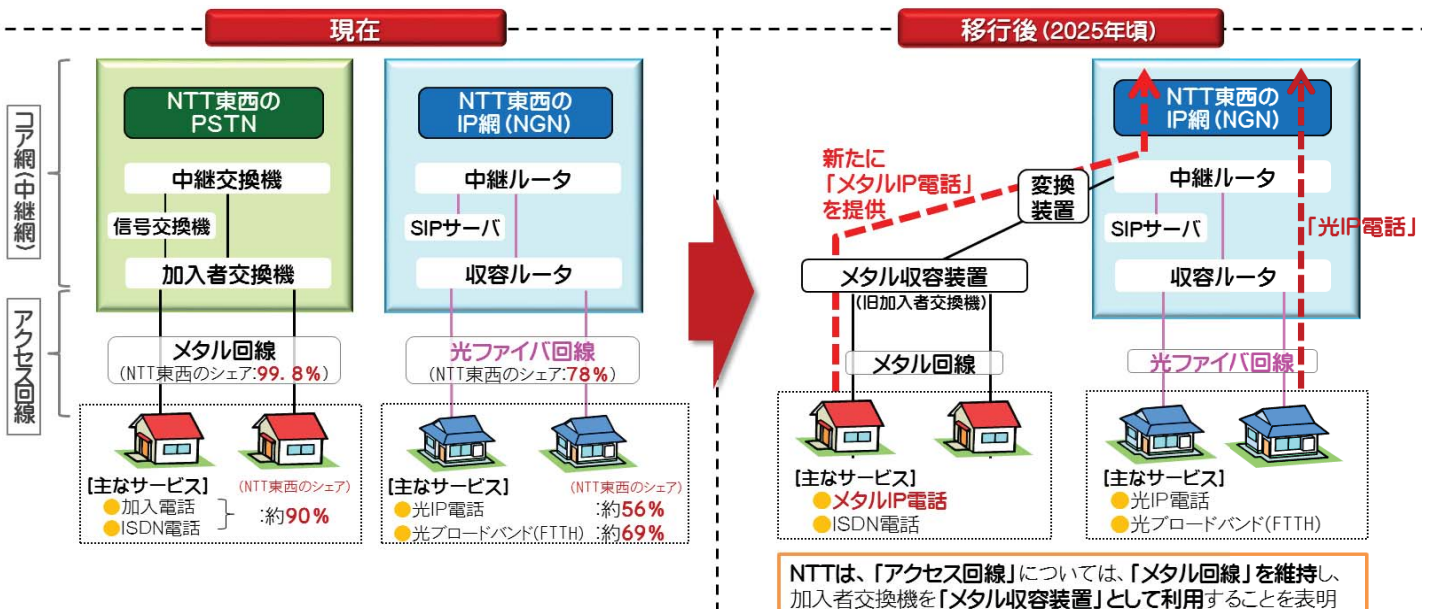 現在
コア網(中継網)
アクセス回線
NTT東西の
PSTN
中継交換機
信号交換機
加入者交換機
メタル回線
(NTT東西のシェア:99.8%)
[主なサービス]
(NTT東西のシェア)
●加入電話
●ISDN電話
:約90%
NTT東西の
IP網(NGN)
中継ルータ
SIPサーバ
収容ルータ
光ファイバ回線
(NTT東西のシェア:78%)
[主なサービス]
(NTT東西のシェア)
●光IP電話 :約56%
●光ブロードバンド(FTTH) :約69%
移行後(2025年頃)
新たに
「メタルIP電話」
を提供
変換
装置
メタル収容装置
(旧加入者交換機)
メタル回線
[主なサービス]
●メタルIP電話
●ISDN電話
NTT東西の
IP網(NGN)
中継ルータ
SIPサーバ
「光IP電話」
収容ルータ
光ファイバ回線
[主なサービス]
●光IP電話
●光ブロードバンド(FTTH)
NTTは、「アクセス回線」については、「メタル回線」を維持し、
加入者交換機を「メタル収容装置」として利用することを表明